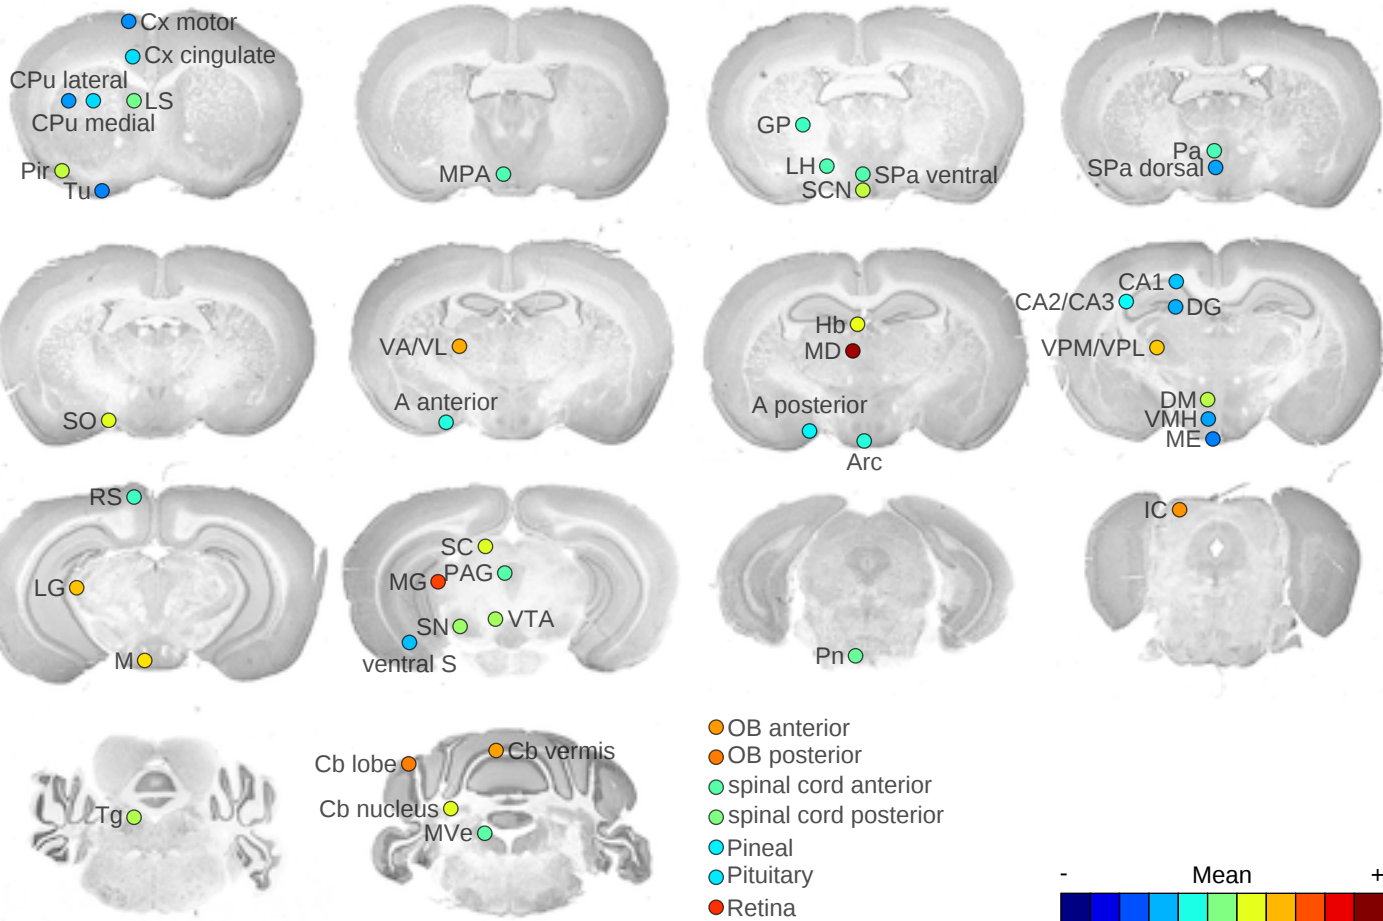 Cx motor
Cx cingulate
CPu lateral
LS
CPu medial
Pir
Tu
MPA
GP
LH
SPa ventral
SCN
Pa
SPa dorsal
SO
VA/VL
A anterior
Hb
MD
A posterior
Arc
CA1
CA2/CA3
DG
VPM/VPL
DM
VMH
ME
RS
LG
M
SC
MG
PAG
SN
VTA
ventral S
Pn
IC
Tg
Cb lobe
Cb vermis
Cb nucleus
MVe
OB anterior
OB posterior
spinal cord anterior
spinal cord posterior
Pineal
Pituitary
Retina
- Mean +